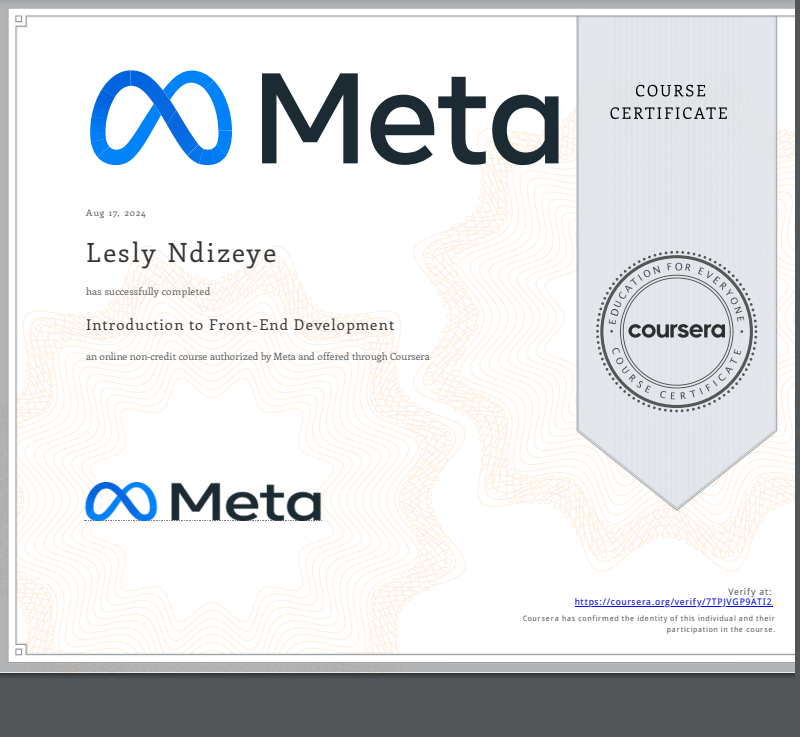 Meta
COURSE
CERTIFICATE
Aug 17, 2024
Lesly Ndizeye
has successfully completed
Introduction to Front-End Development
an online non-credit course authorized by Meta and offered through Coursera
EDUCATION FOR EVERYONE
coursera
COURSE CERTIFICATE
Meta
Verify at:
https://coursera.org/verify/7TPJVGP9ATI2
Coursera has confirmed the identity of this individual and their
participation in the course.